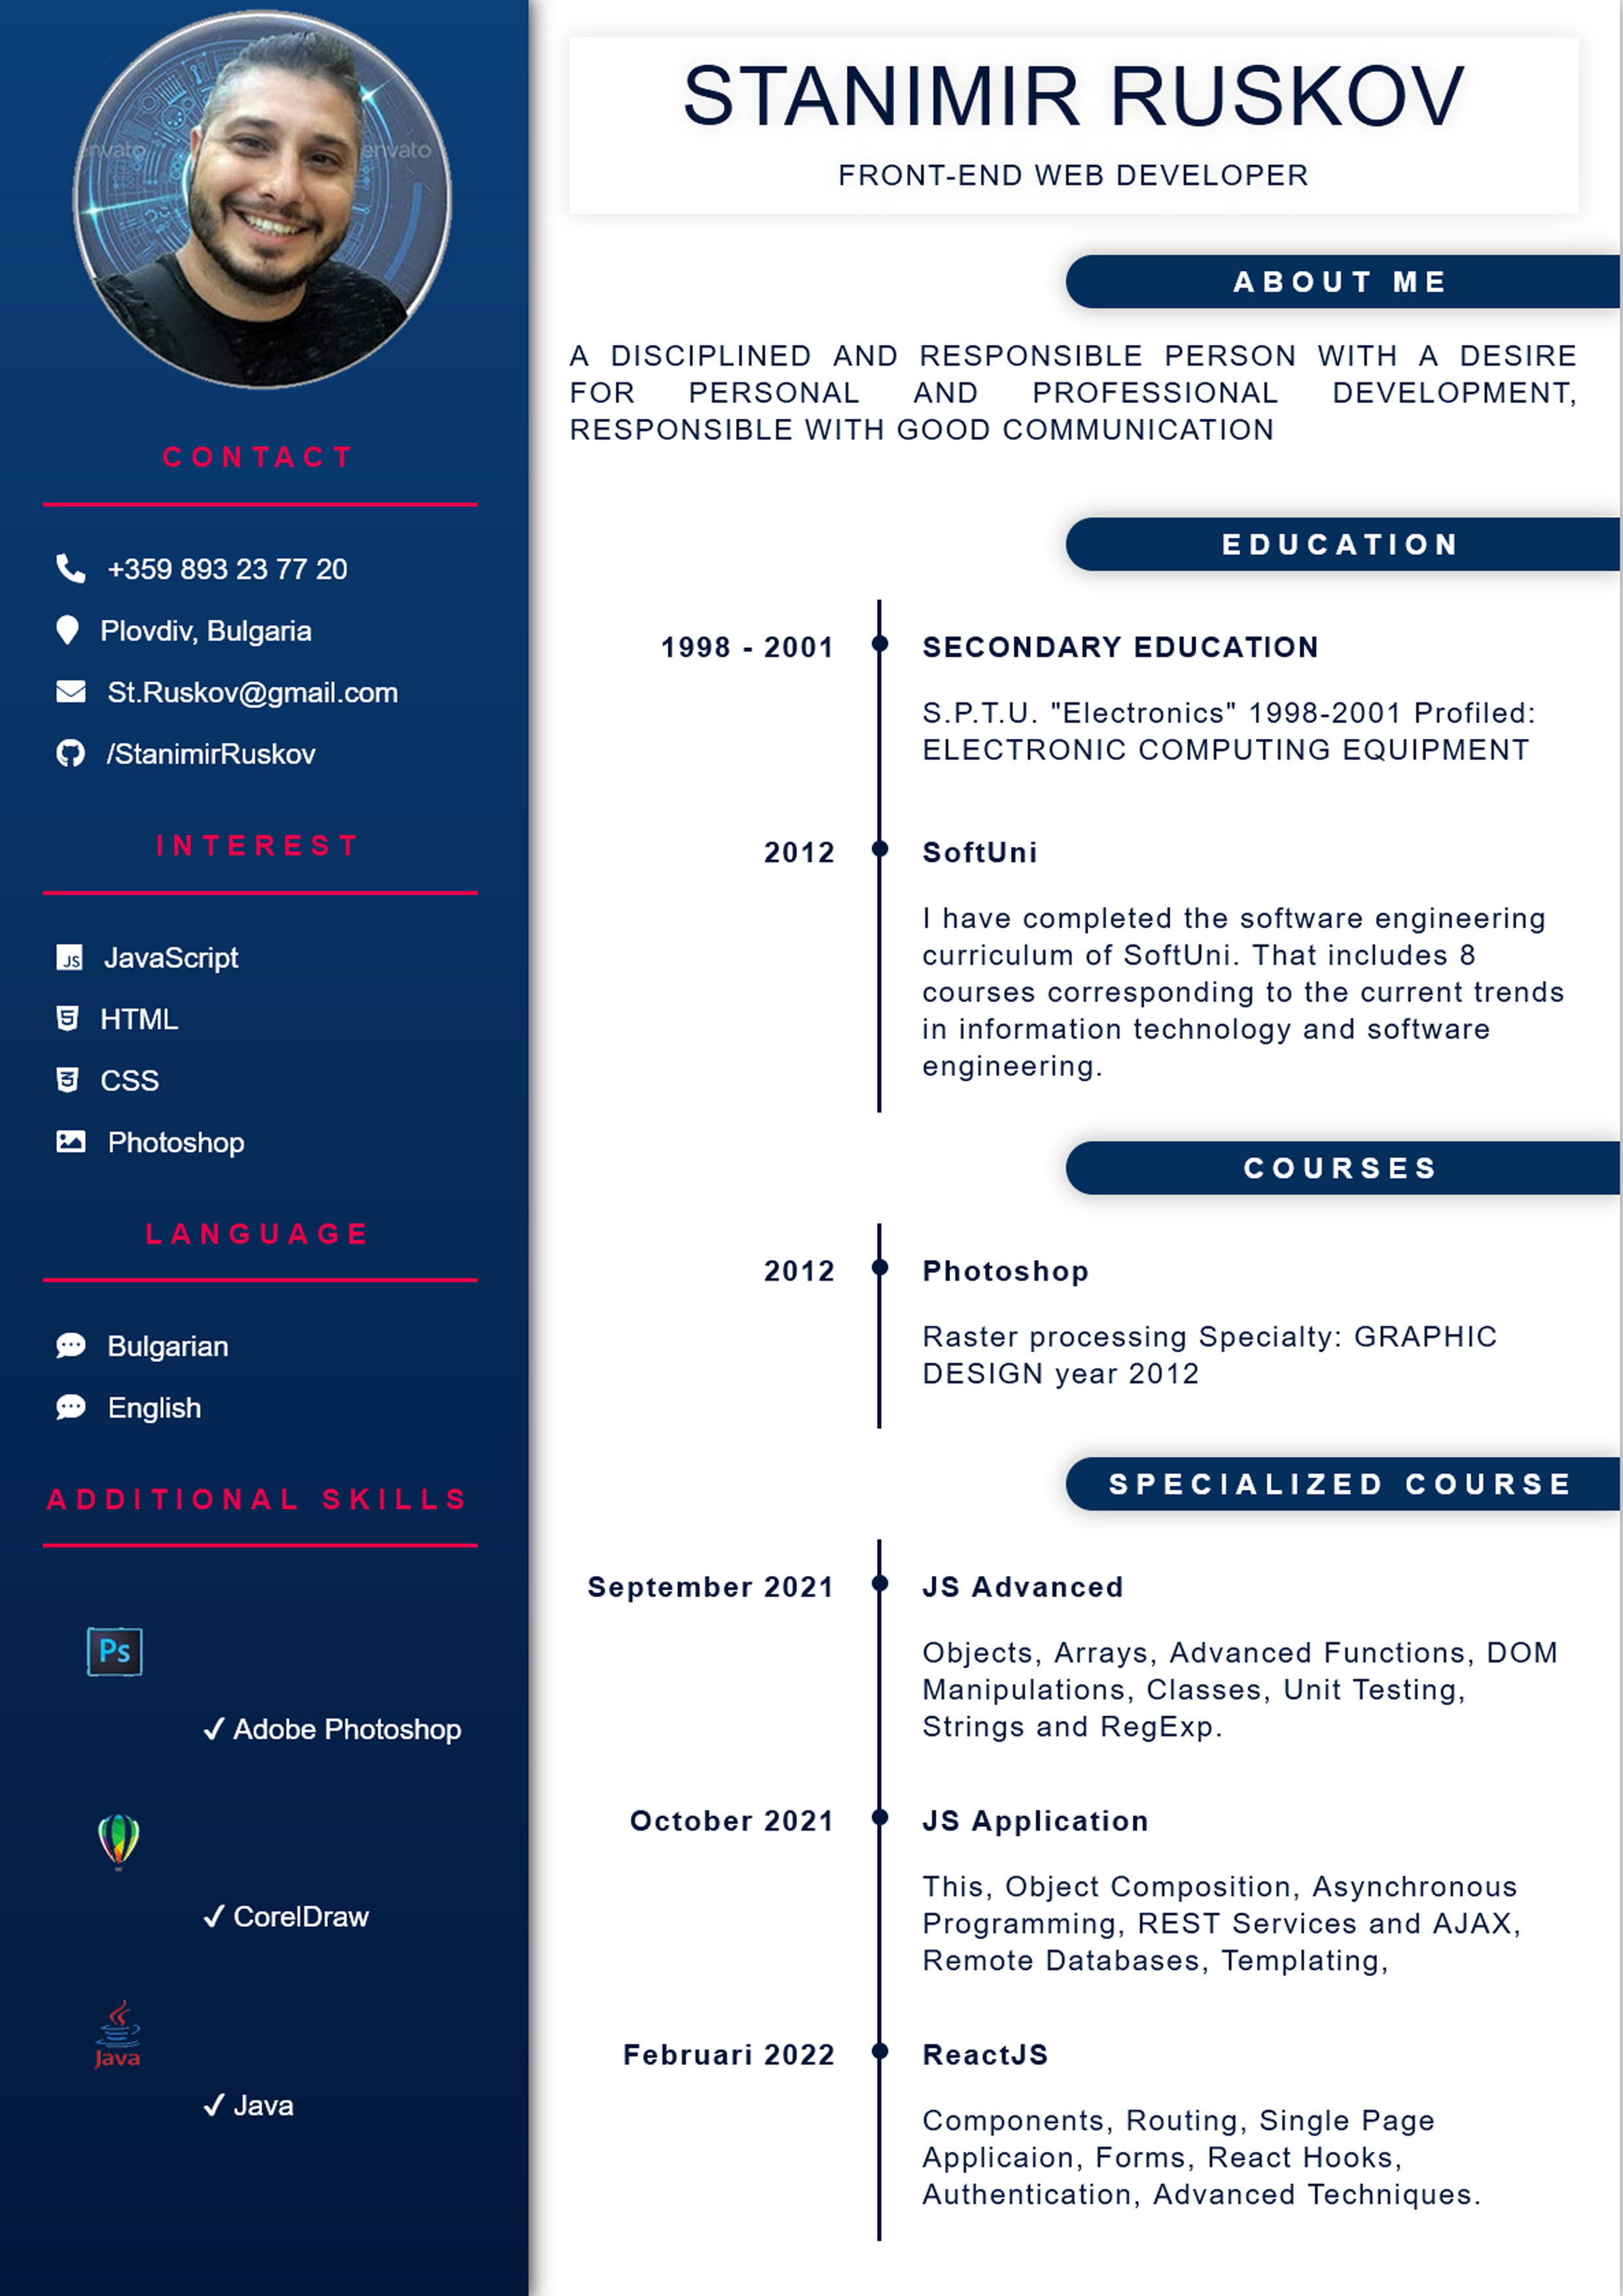 envato
envato
CONTACT
+359 893 23 77 20
Plovdiv, Bulgaria
St.Ruskov@gmail.com
/StanimirRuskov
INTEREST
JS
JavaScript
HTML
CSS
Photoshop
LANGUAGE
Bulgarian
English
ADDITIONAL SKILLS
Ps
✓ Adobe Photoshop
✓ CorelDraw
Java
✓ Java
STANIMIR RUSKOV
FRONT-END WEB DEVELOPER
ABOUT ME
A DISCIPLINED AND RESPONSIBLE PERSON WITH A DESIRE
FOR PERSONAL AND PROFESSIONAL DEVELOPMENT,
RESPONSIBLE WITH GOOD COMMUNICATION
EDUCATION
1998 - 2001
SECONDARY EDUCATION
S.P.T.U. "Electronics" 1998-2001 Profiled:
ELECTRONIC COMPUTING EQUIPMENT
2012
SoftUni
I have completed the software engineering
curriculum of SoftUni. That includes 8
courses corresponding to the current trends
in information technology and software
engineering.
COURSES
2012
Photoshop
Raster processing Specialty: GRAPHIC
DESIGN year 2012
SPECIALIZED COURSE
September 2021
JS Advanced
Objects, Arrays, Advanced Functions, DOM
Manipulations, Classes, Unit Testing,
Strings and RegExp.
October 2021
JS Application
This, Object Composition, Asynchronous
Programming, REST Services and AJAX,
Remote Databases, Templating,
Februari 2022
ReactJS
Components, Routing, Single Page
Applicaion, Forms, React Hooks,
Authentication, Advanced Techniques.